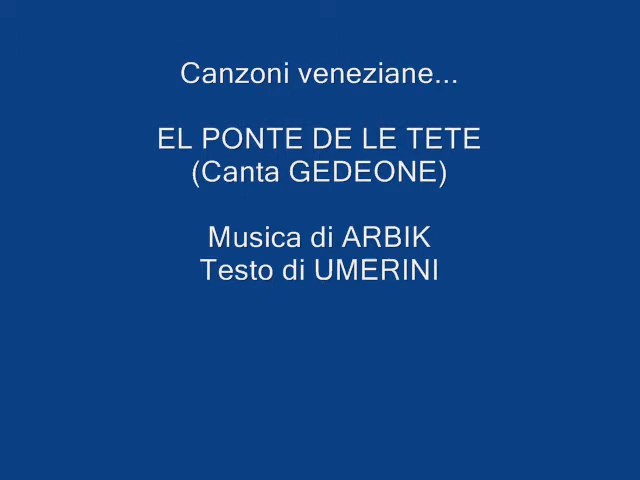 Canzoni veneziane...
EL PONTE DE LE TETE
(Canta GEDEONE)
Musica di ARBIK
Testo di UMERINI